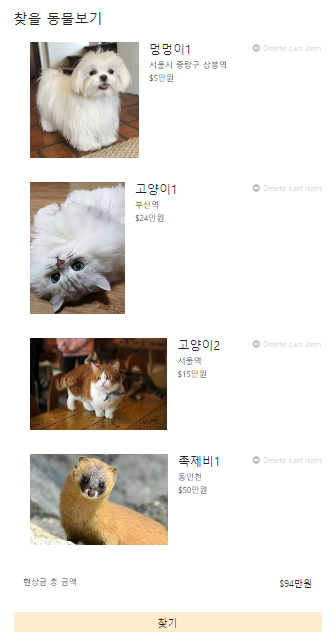 찾을 동물보기
멍멍이1
Delete cart item
서울시 중랑구 상봉역
$5만원
고양이1
Delete cart item
부산역
$24만원
고양이2
Delete cart item
서울역
$15만원
족제비1
Delete cart item
동인천
$50만원
현상금 총 금액
$94만원
찾기